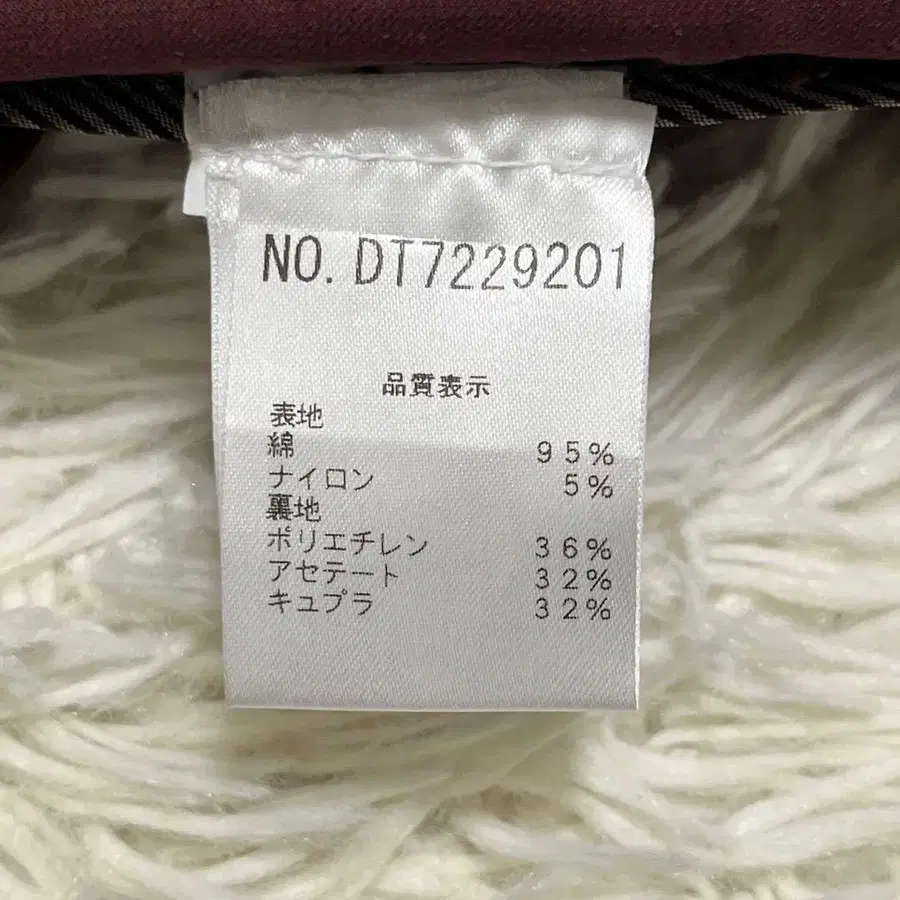 NO. DT7229201
品質表示
表地
綿 95%
ナイロン 5%
裏地
ポリエチレン 36%
アセテート 32%
キュプラ 32%